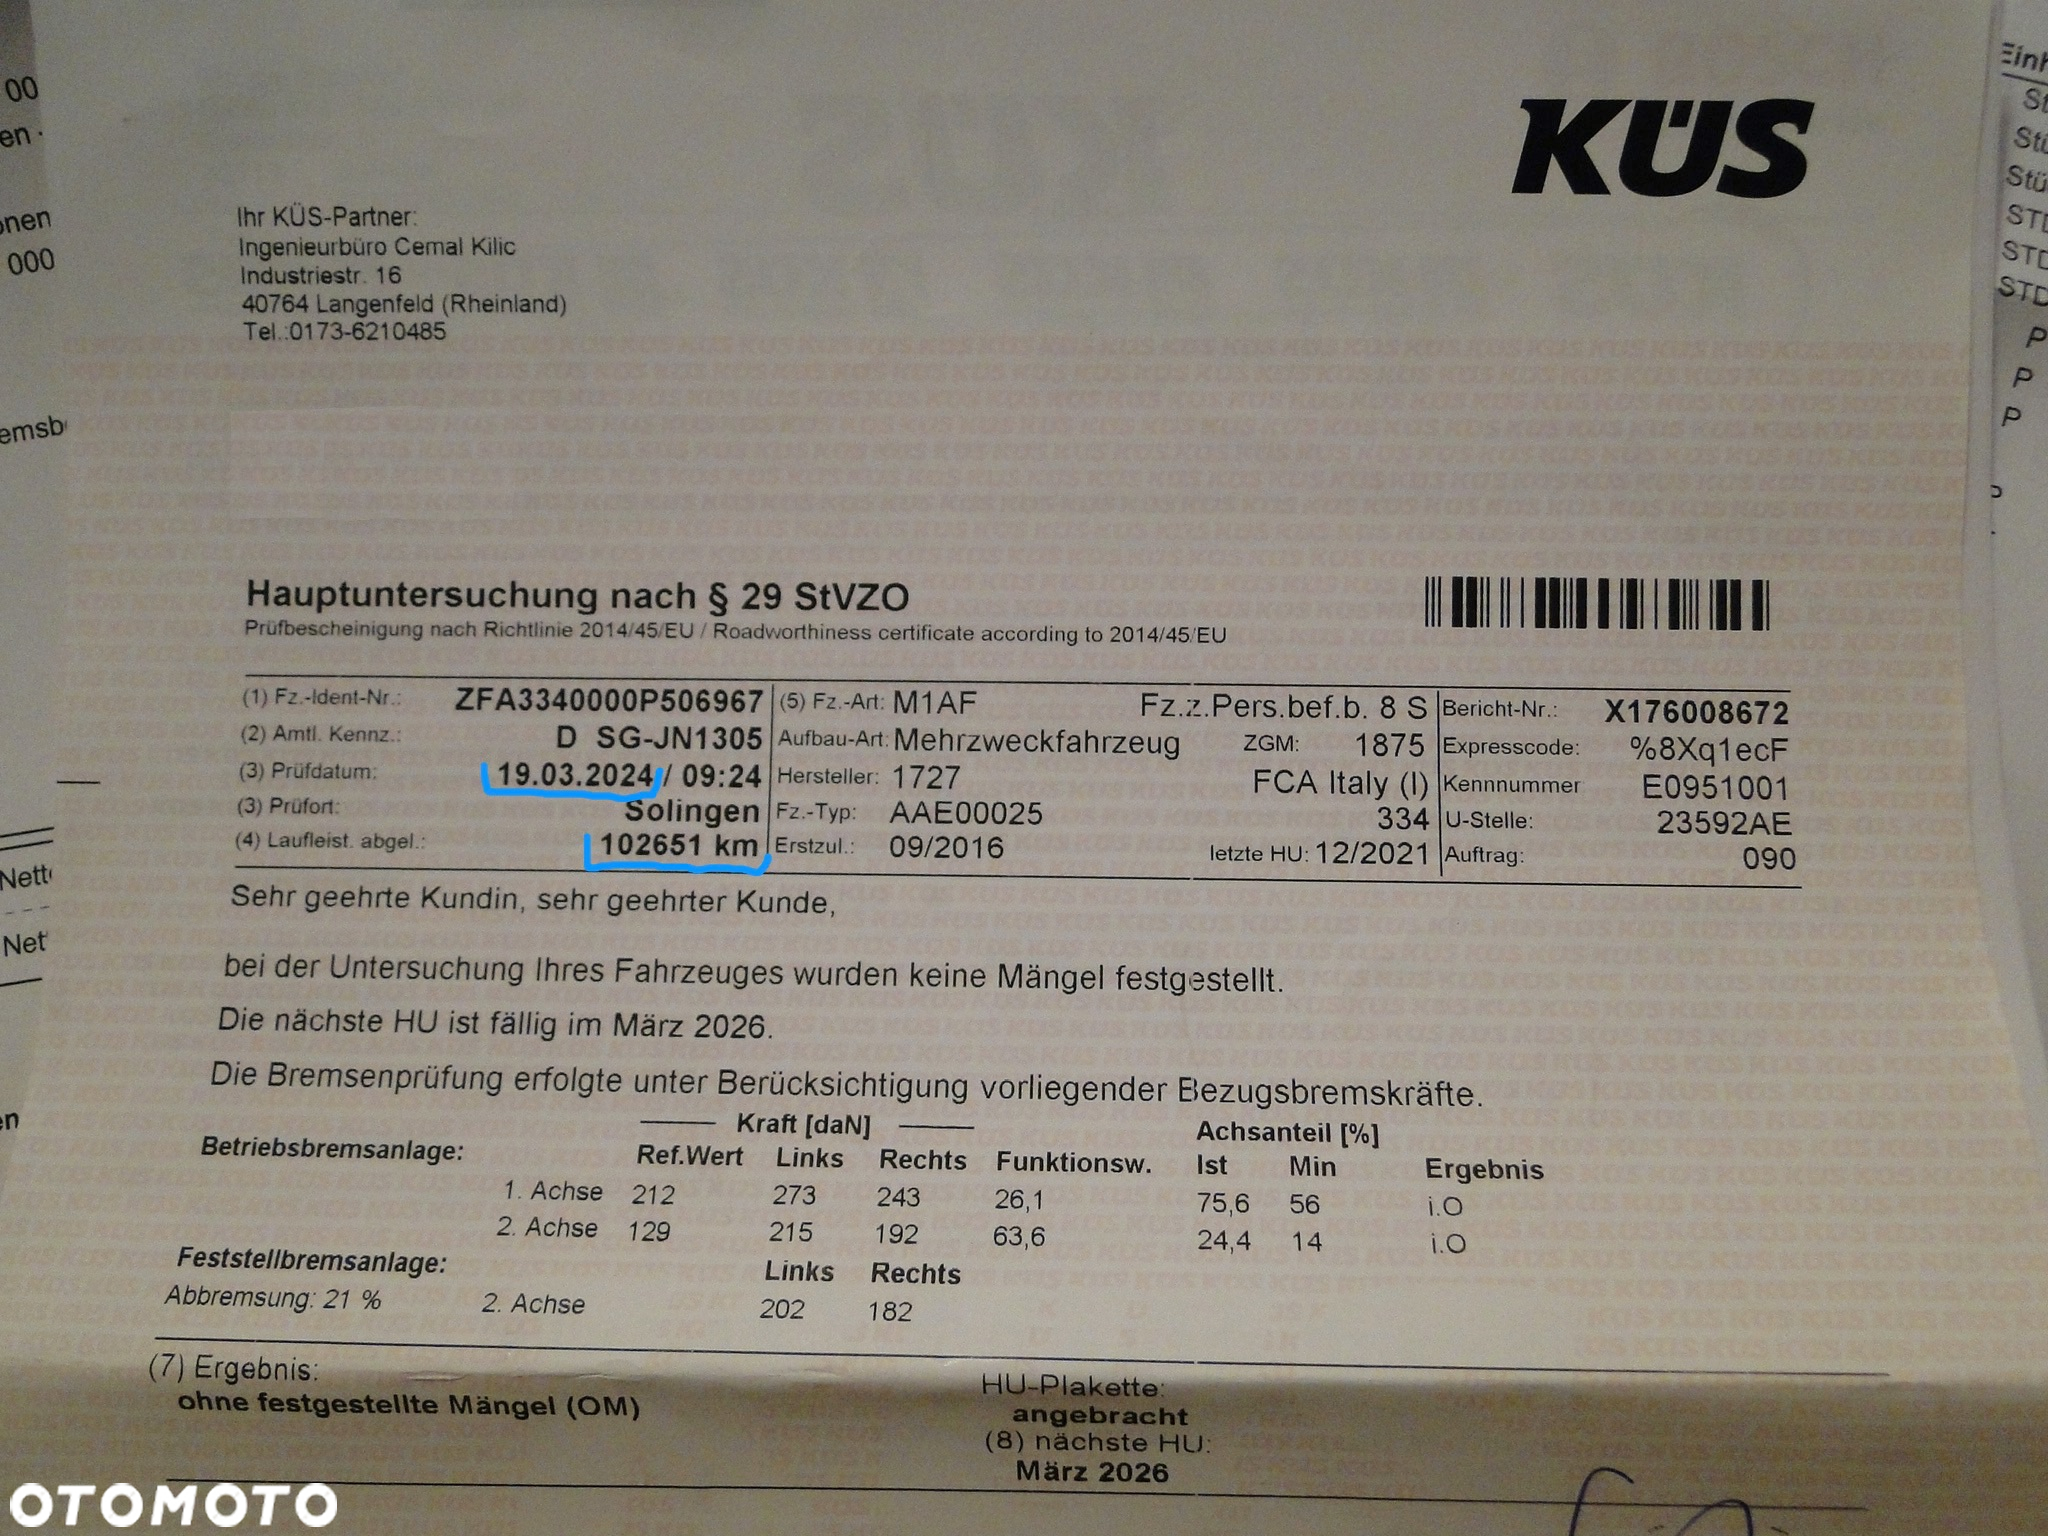 KÜS
Ihr KÜS-Partner:
Ingenieurbüro Cemal Kilic
Industriestr. 16
40764 Langenfeld (Rheinland)
Tel.:0173-6210485
Hauptuntersuchung nach § 29 StVZO
Prüfbescheinigung nach Richtlinie 2014/45/EU / Roadworthiness certificate according to 2014/45/EU
(1) Fz.-Ident-Nr.: ZFA3340000P506967 (5) Fz.-Art: M1AF Fz.z.Pers.bef.b. 8 S Bericht-Nr.: X176008672
(2) Amtl. Kennz.: D SG-JN1305 Aufbau-Art: Mehrzweckfahrzeug ZGM: 1875 Expresscode: %8Xq1ecF
(3) Prüfdatum: 19.03.2024 / 09:24 Hersteller: 1727 FCA Italy (I) Kennnummer E0951001
(3) Prüfort: Solingen Fz.-Typ: AAE00025 334 U-Stelle: 23592AE
(4) Laufleist. abgel.: 102651 km Erstzul.: 09/2016 letzte HU: 12/2021 Auftrag: 090
Sehr geehrte Kundin, sehr geehrter Kunde,
bei der Untersuchung Ihres Fahrzeuges wurden keine Mängel festgestellt.
Die nächste HU ist fällig im März 2026.
Die Bremsenprüfung erfolgte unter Berücksichtigung vorliegender Bezugsbremskräfte.
Kraft [daN] Achsanteil [%]
Betriebsbremsanlage: Ref.Wert Links Rechts Funktionsw. Ist Min Ergebnis
1. Achse 212 273 243 26,1 75,6 56 i.O
2. Achse 129 215 192 63,6 24,4 14 i.O
Feststellbremsanlage: Links Rechts
Abbremsung: 21 % 2. Achse 202 182
(7) Ergebnis:
ohne festgestellte Mängel (OM)
HU-Plakette:
angebracht
(8) nächste HU:
März 2026
OTOMOTO